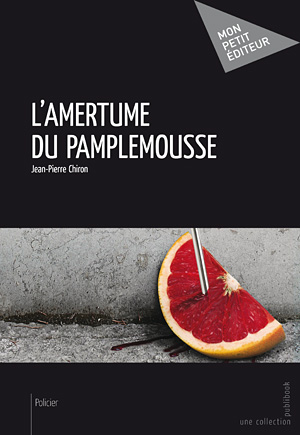 MON
PETIT
ÉDITEUR
L'AMERTUME
DU PAMPLEMOUSSE
Jean-Pierre Chiron
Policier
une collection
publibook